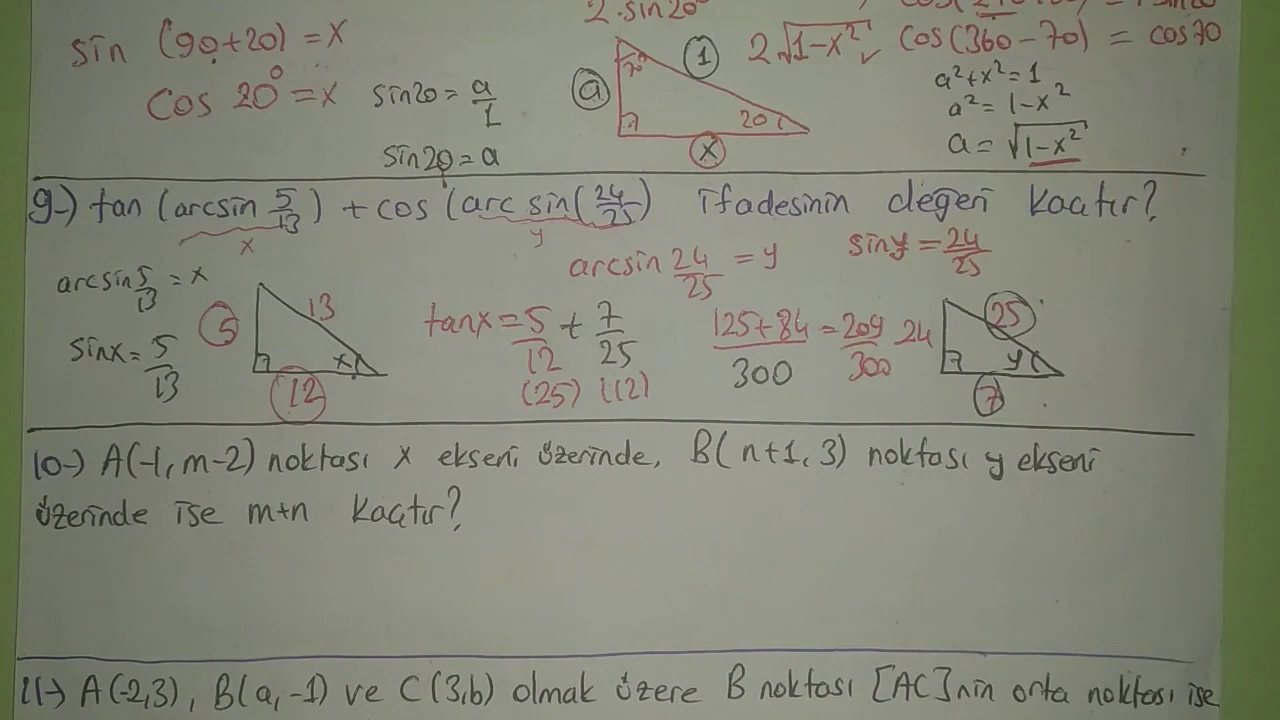 2.sin20°
sin (90+20) = x
2√1-x² ✓
cos(360-70) = cos70
cos 20° = x
sin20 = a/1
sin20 = a
a
70
1
20
x
a²+x²=1
a² = 1-x²
a = √1-x²
9-) tan (arcsin 5/13) + cos (arc sin(24/25) ifadesinin değeri kaçtır?
x
y
arcsin 5/13 = x
sinx = 5/13
5
13
12
x
tanx = 5/12 + 7/25
(25) (12)
arcsin 24/25 = y
siny = 24/25
125+84/300 = 209/300
24
25
y
7
10-) A(-1, m-2) noktası x ekseni üzerinde, B(n+1, 3) noktası y ekseni
üzerinde ise m+n kaçtır?
11-) A(-2,3), B(a,-1) ve C(3,b) olmak üzere B noktası [AC]nin orta noktası ise